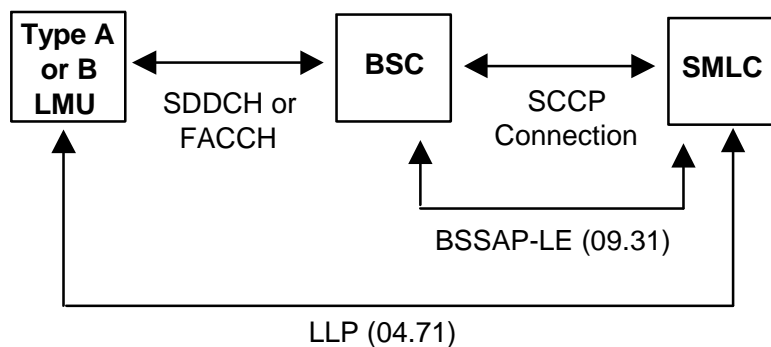 Type A
or B
LMU
BSC
SMLC
SDDCH or
FACCH
SCCP
Connection
BSSAP-LE (09.31)
LLP (04.71)